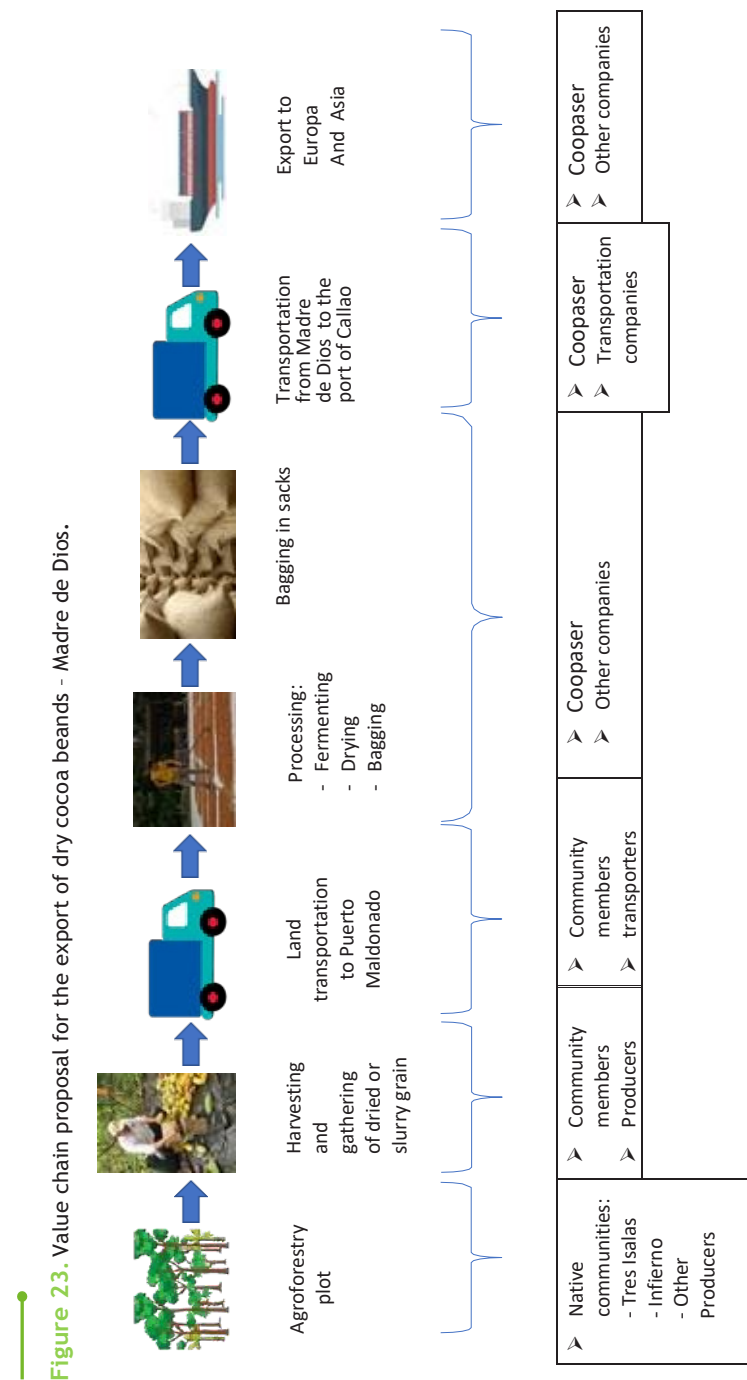 Figure 23. Value chain proposal for the export of dry cocoa beands - Madre de Dios.
Agroforestry
plot
Harvesting
and
gathering
of dried or
slurry grain
Land
transportation
to Puerto
Maldonado
Processing:
- Fermenting
- Drying
- Bagging
Bagging in sacks
Transportation
from Madre
de Dios to the
port of Callao
Export to
Europa
And Asia
➢ Native
communities:
- Tres Isalas
- Infierno
- Other
Producers
➢ Community
members
➢ Producers
➢ Community
members
➢ transporters
➢ Coopaser
➢ Other companies
➢ Coopaser
➢ Transportation
companies
➢ Coopaser
➢ Other companies